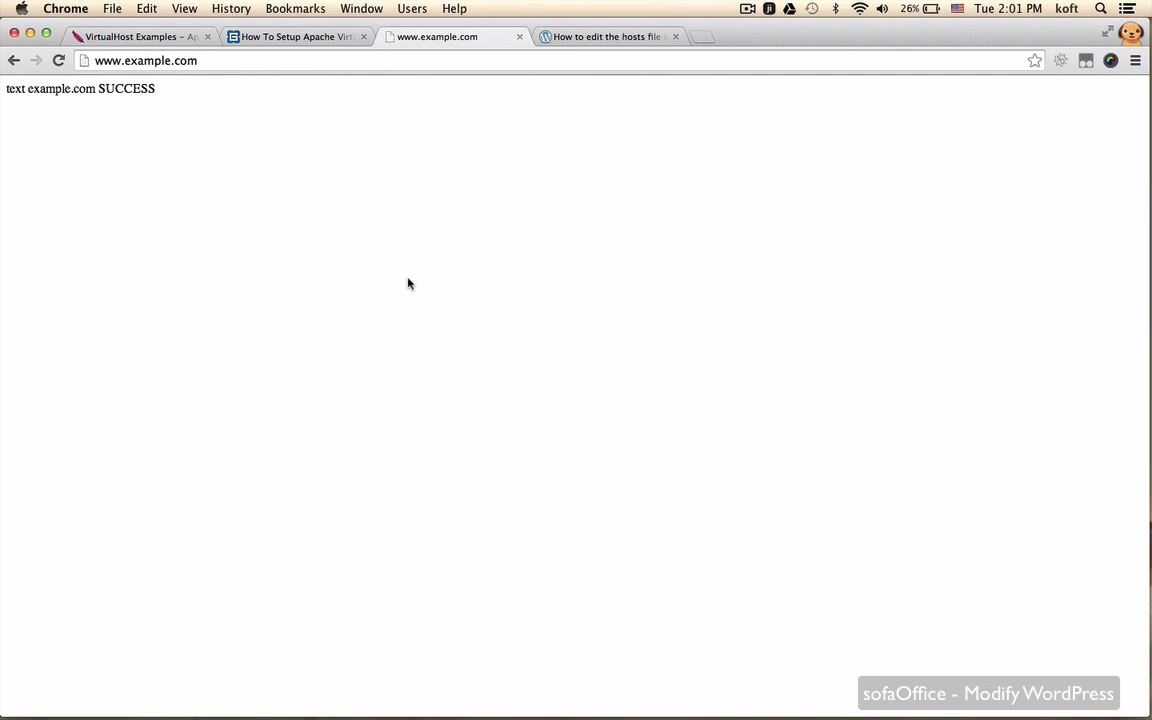 Chrome File Edit View History Bookmarks Window Users Help 26% Tue 2:01 PM koft
VirtualHost Examples – Ap
How To Setup Apache Virt
www.example.com
How to edit the hosts file i
www.example.com
text example.com SUCCESS
sofaOffice - Modify WordPress